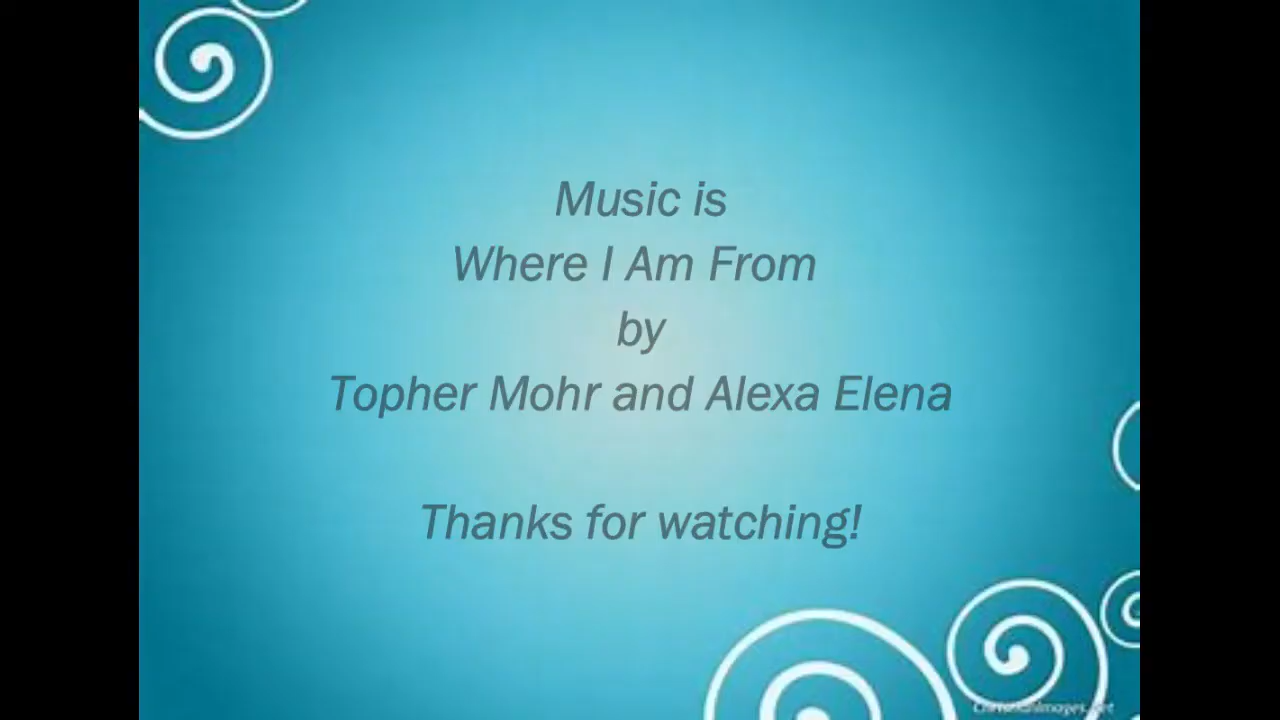 Music is
Where I Am From
by
Topher Mohr and Alexa Elena
Thanks for watching!